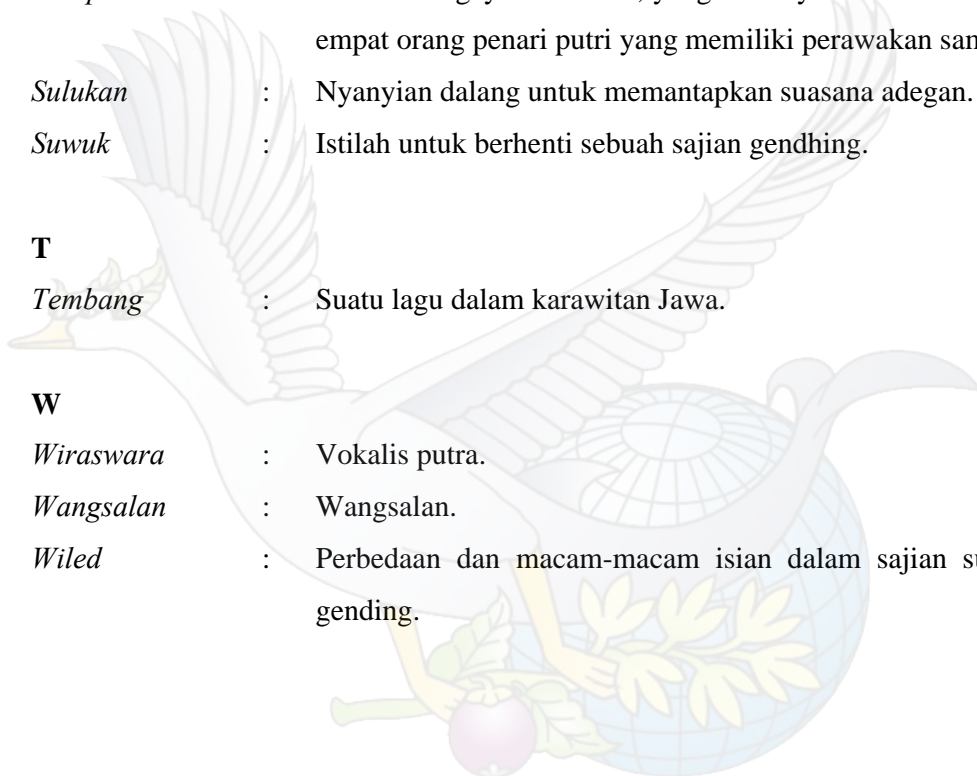 empat orang penari putri yang memiliki perawakan
Sulukan : Nyanyian dalang untuk memantapkan suasana adegan.
Suwuk : Istilah untuk berhenti sebuah sajian gendhing.
T
Tembang : Suatu lagu dalam karawitan Jawa.
W
Wiraswara : Vokalis putra.
Wangsalan : Wangsalan.
Wiled : Perbedaan dan macam-macam isian dalam sajian
gending.